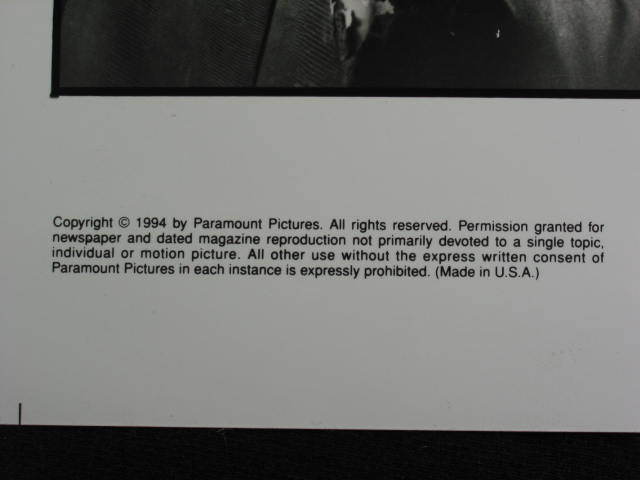 Copyright © 1994 by Paramount Pictures. All rights reserved. Permission granted for
newspaper and dated magazine reproduction not primarily devoted to a single topic,
individual or motion picture. All other use without the express written consent of
Paramount Pictures in each instance is expressly prohibited. (Made in U.S.A.)